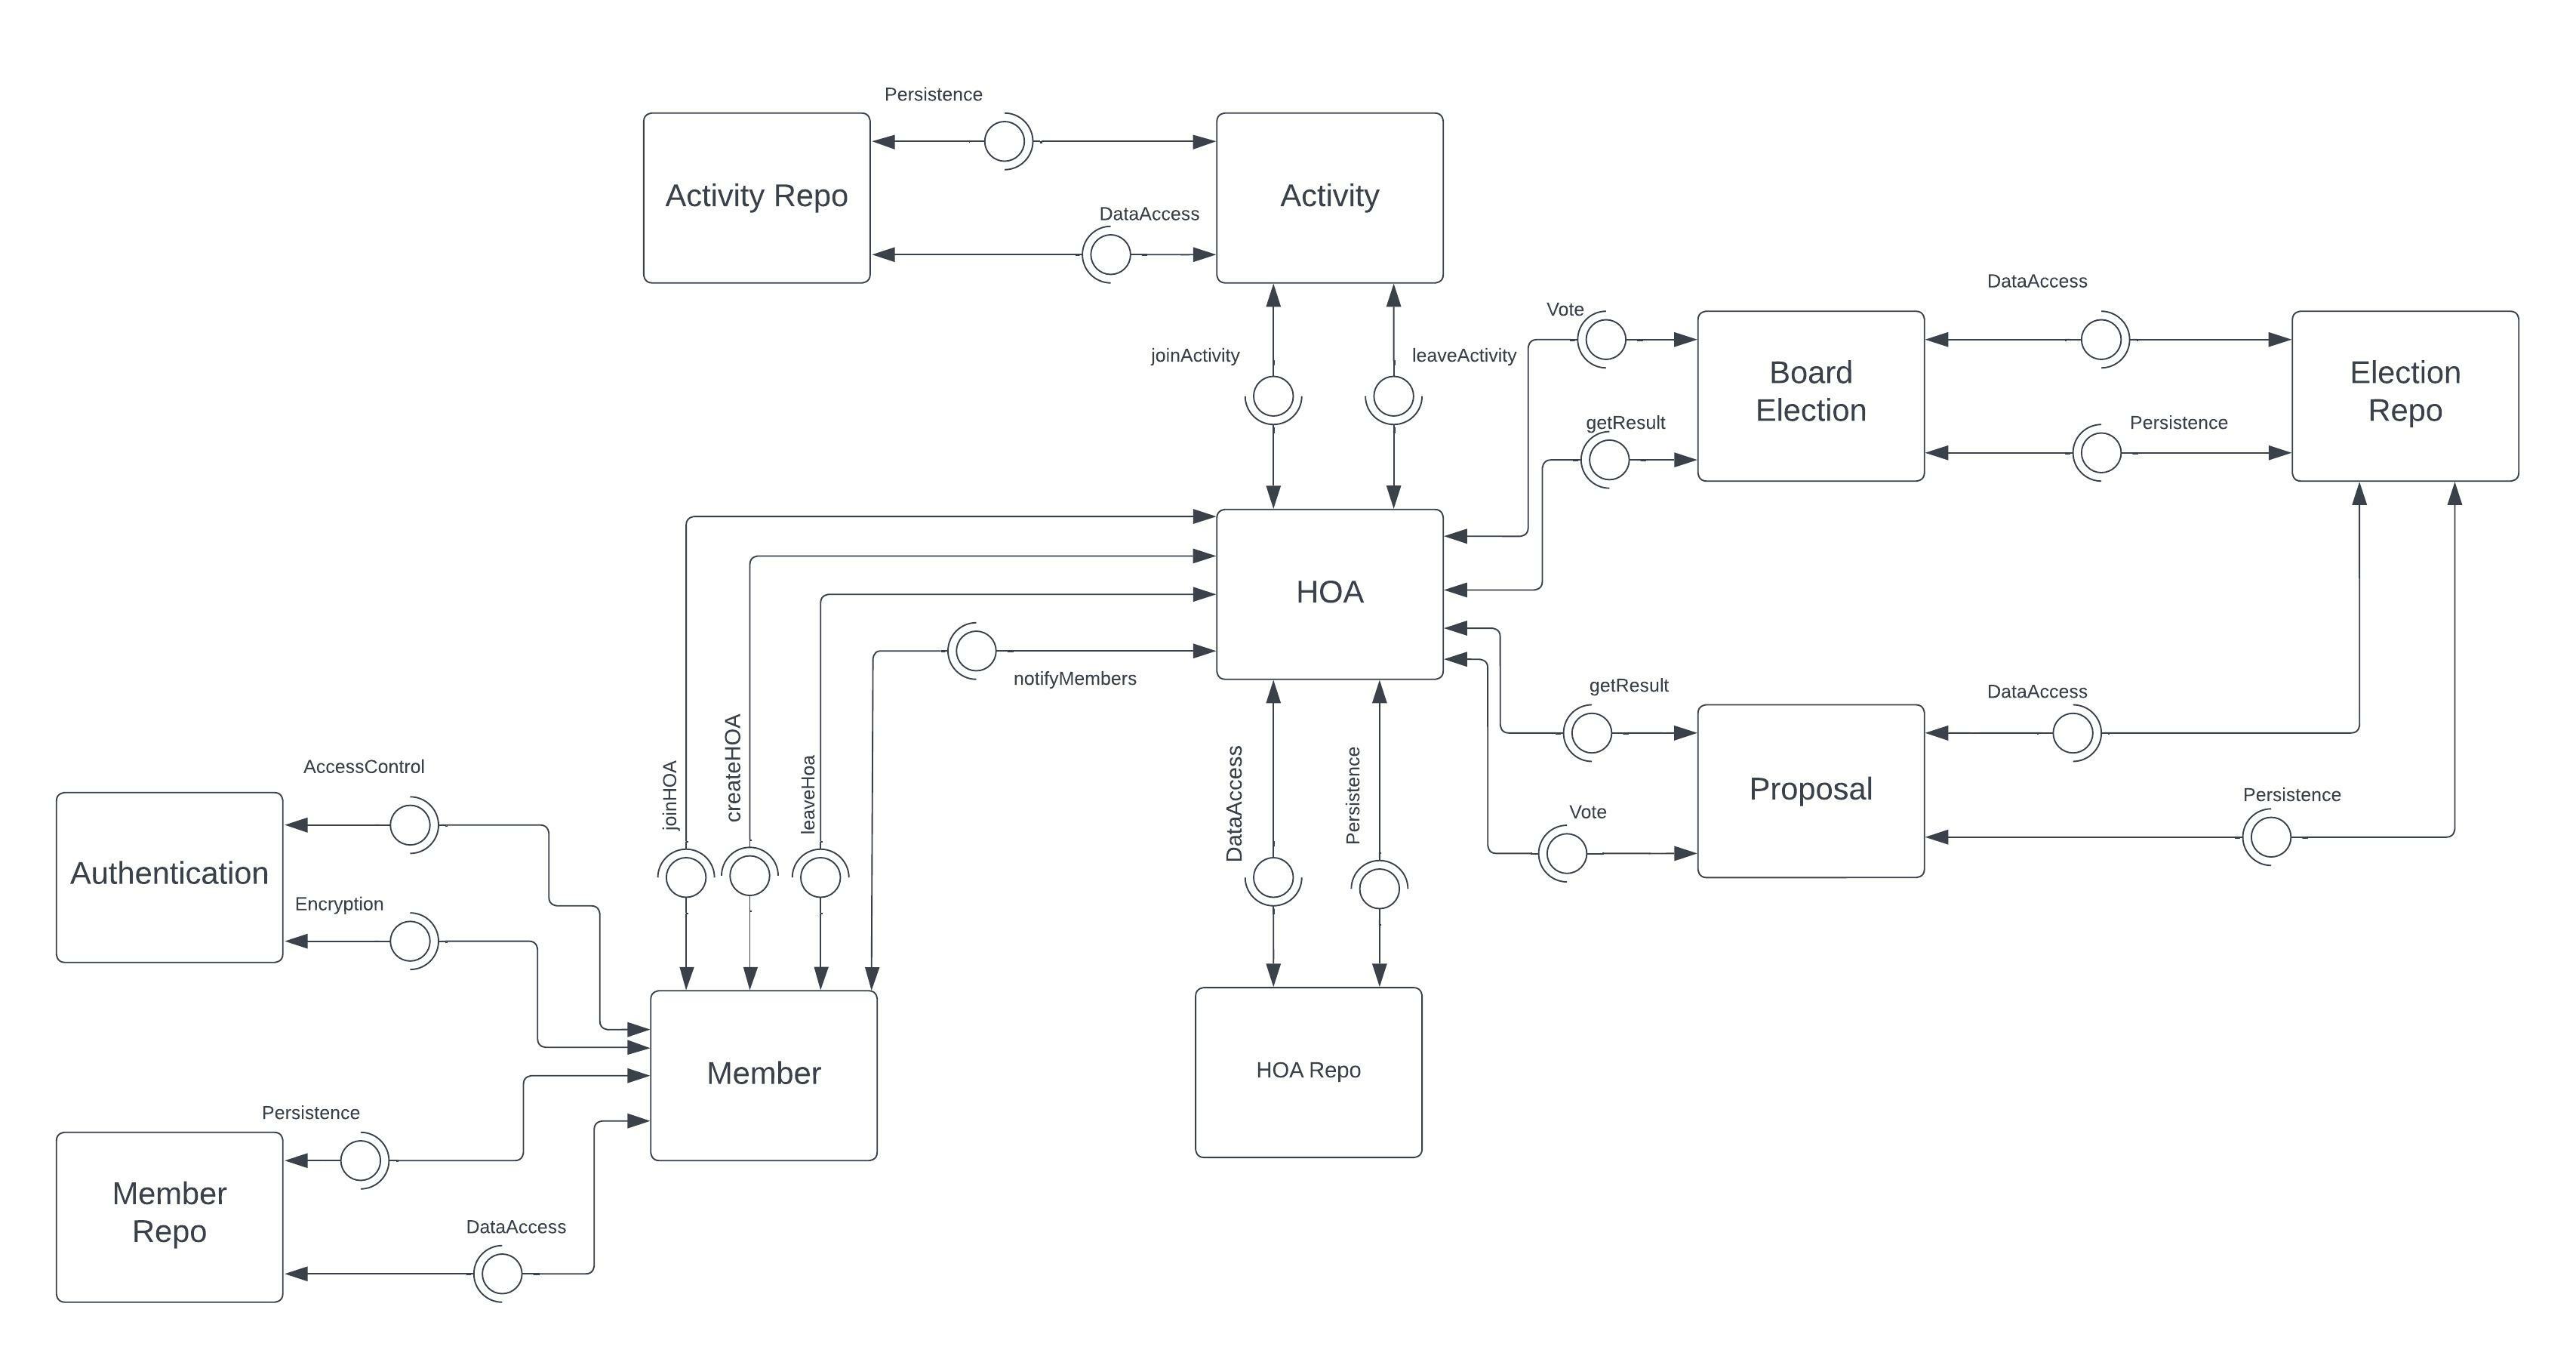 Persistence
Activity Repo
Activity
DataAccess
joinActivity
leaveActivity
Vote
getResult
Board
Election
DataAccess
Persistence
Election
Repo
HOA
notifyMembers
joinHOA
createHOA
leaveHoa
DataAccess
Persistence
getResult
Vote
Proposal
DataAccess
Persistence
AccessControl
Authentication
Encryption
Member
HOA Repo
Persistence
Member
Repo
DataAccess